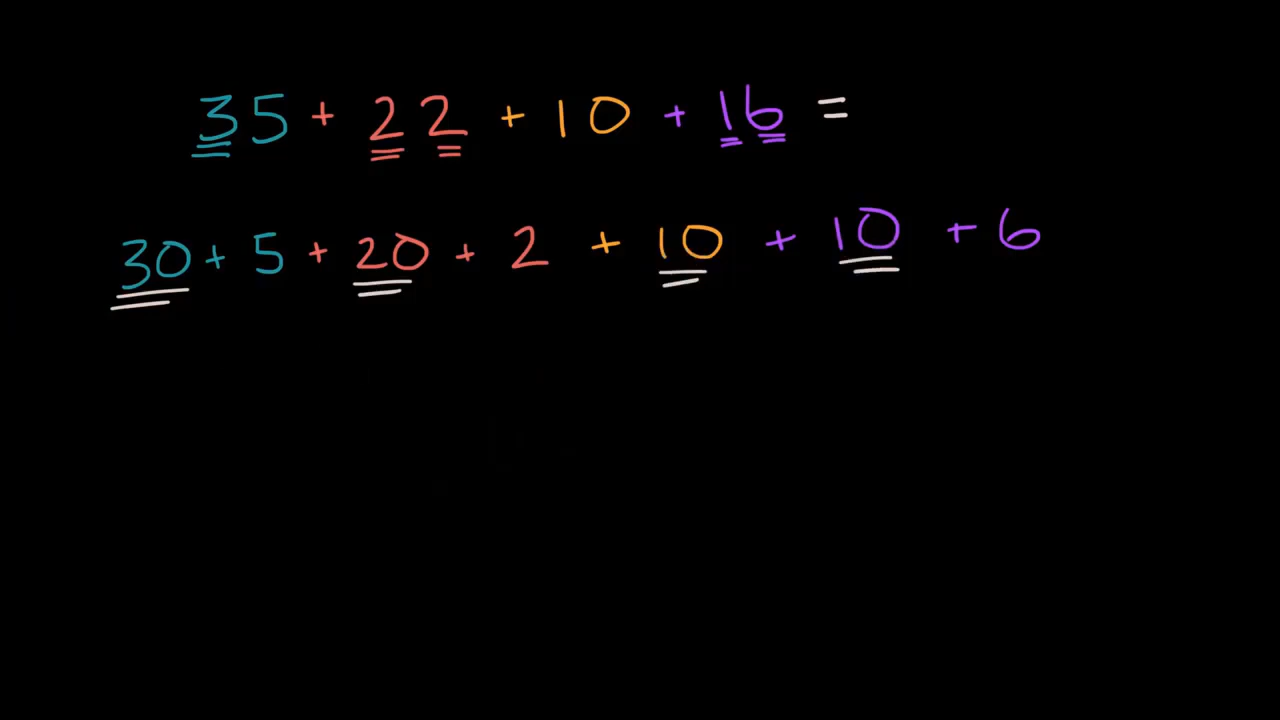 35 + 22 + 10 + 16 =
30 + 5 + 20 + 2 + 10 + 10 + 6